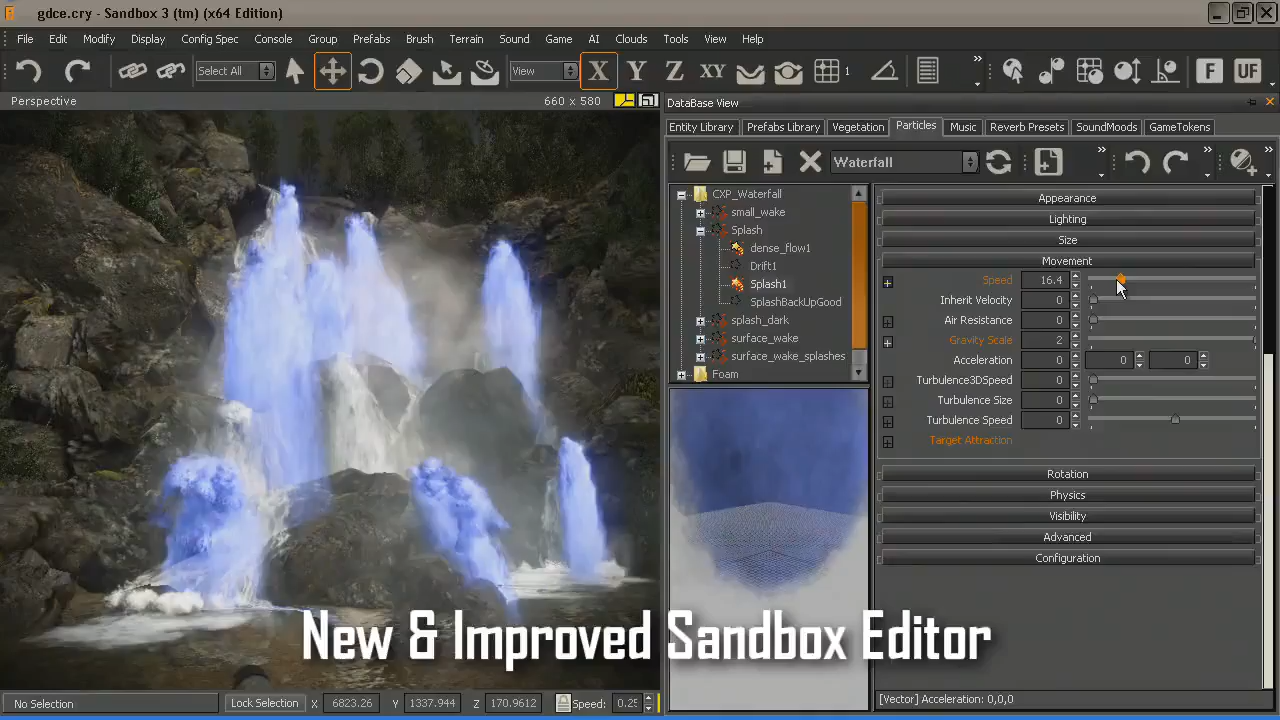 gdce.cry - Sandbox 3 (tm) (x64 Edition)
File Edit Modify Display Config Spec Console Group Prefabs Brush Terrain Sound Game AI Clouds Tools View Help
Select All View X Y Z XY 1 F UF
Perspective 660 x 580
DataBase View
Entity Library Prefabs Library Vegetation Particles Music Reverb Presets SoundMoods GameTokens
Waterfall
CXP_Waterfall
small_wake
Splash
dense_flow1
Drift1
Splash1
SplashBackUpGood
splash_dark
surface_wake
surface_wake_splashes
Foam
Appearance
Lighting
Size
Movement
Speed 16.4
Inherit Velocity 0
Air Resistance 0
Gravity Scale 2
Acceleration 0 0 0
Turbulence3DSpeed 0
Turbulence Size 0
Turbulence Speed 0
Target Attraction
Rotation
Physics
Visibility
Advanced
Configuration
New & Improved Sandbox Editor
No Selection Lock Selection X 6823.26 Y 1337.944 Z 170.9612 Speed:
[Vector] Acceleration: 0,0,0